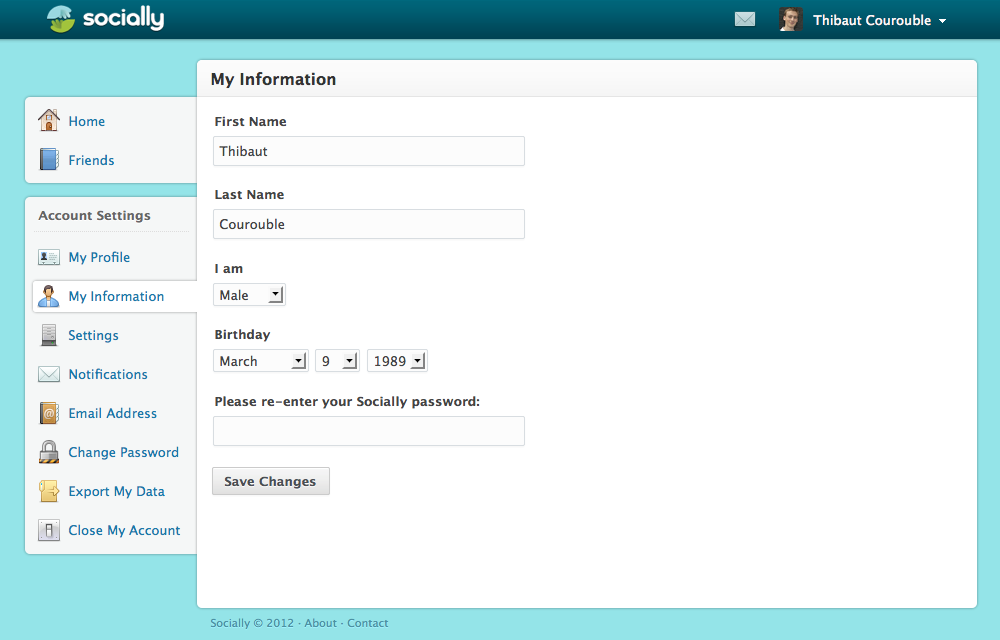 socially
Thibaut Courouble
Home
Friends
Account Settings
My Profile
My Information
Settings
Notifications
Email Address
Change Password
Export My Data
Close My Account
My Information
First Name
Thibaut
Last Name
Courouble
I am
Male
Birthday
March 9 1989
Please re-enter your Socially password:
Save Changes
Socially © 2012 · About · Contact